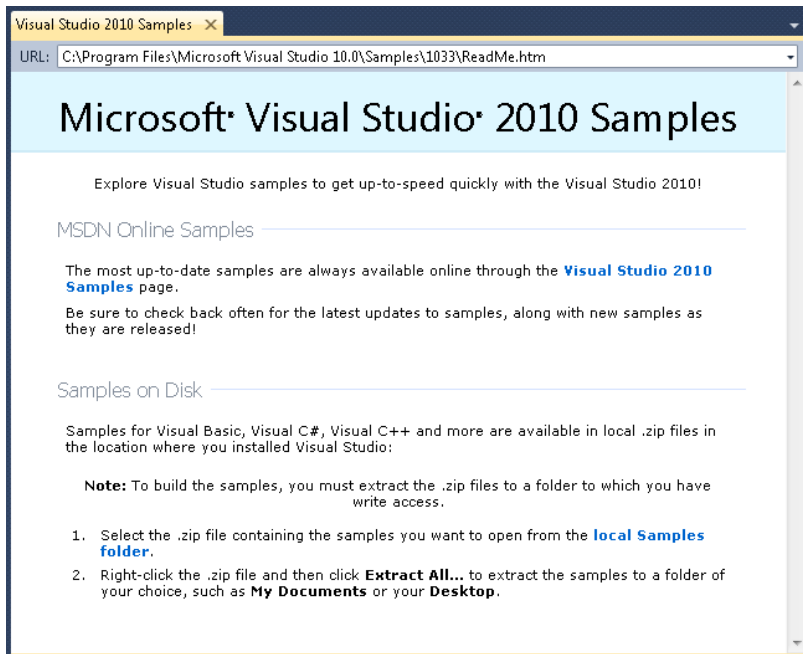 Visual Studio 2010 Samples
URL: C:\Program Files\Microsoft Visual Studio 10.0\Samples\1033\ReadMe.htm
Microsoft® Visual Studio® 2010 Samples
Explore Visual Studio samples to get up-to-speed quickly with the Visual Studio 2010!
MSDN Online Samples
The most up-to-date samples are always available online through the Visual Studio 2010
Samples page.
Be sure to check back often for the latest updates to samples, along with new samples as
they are released!
Samples on Disk
Samples for Visual Basic, Visual C#, Visual C++ and more are available in local .zip files in
the location where you installed Visual Studio:
Note: To build the samples, you must extract the .zip files to a folder to which you have
write access.
1. Select the .zip file containing the samples you want to open from the local Samples
folder.
2. Right-click the .zip file and then click Extract All... to extract the samples to a folder of
your choice, such as My Documents or your Desktop.